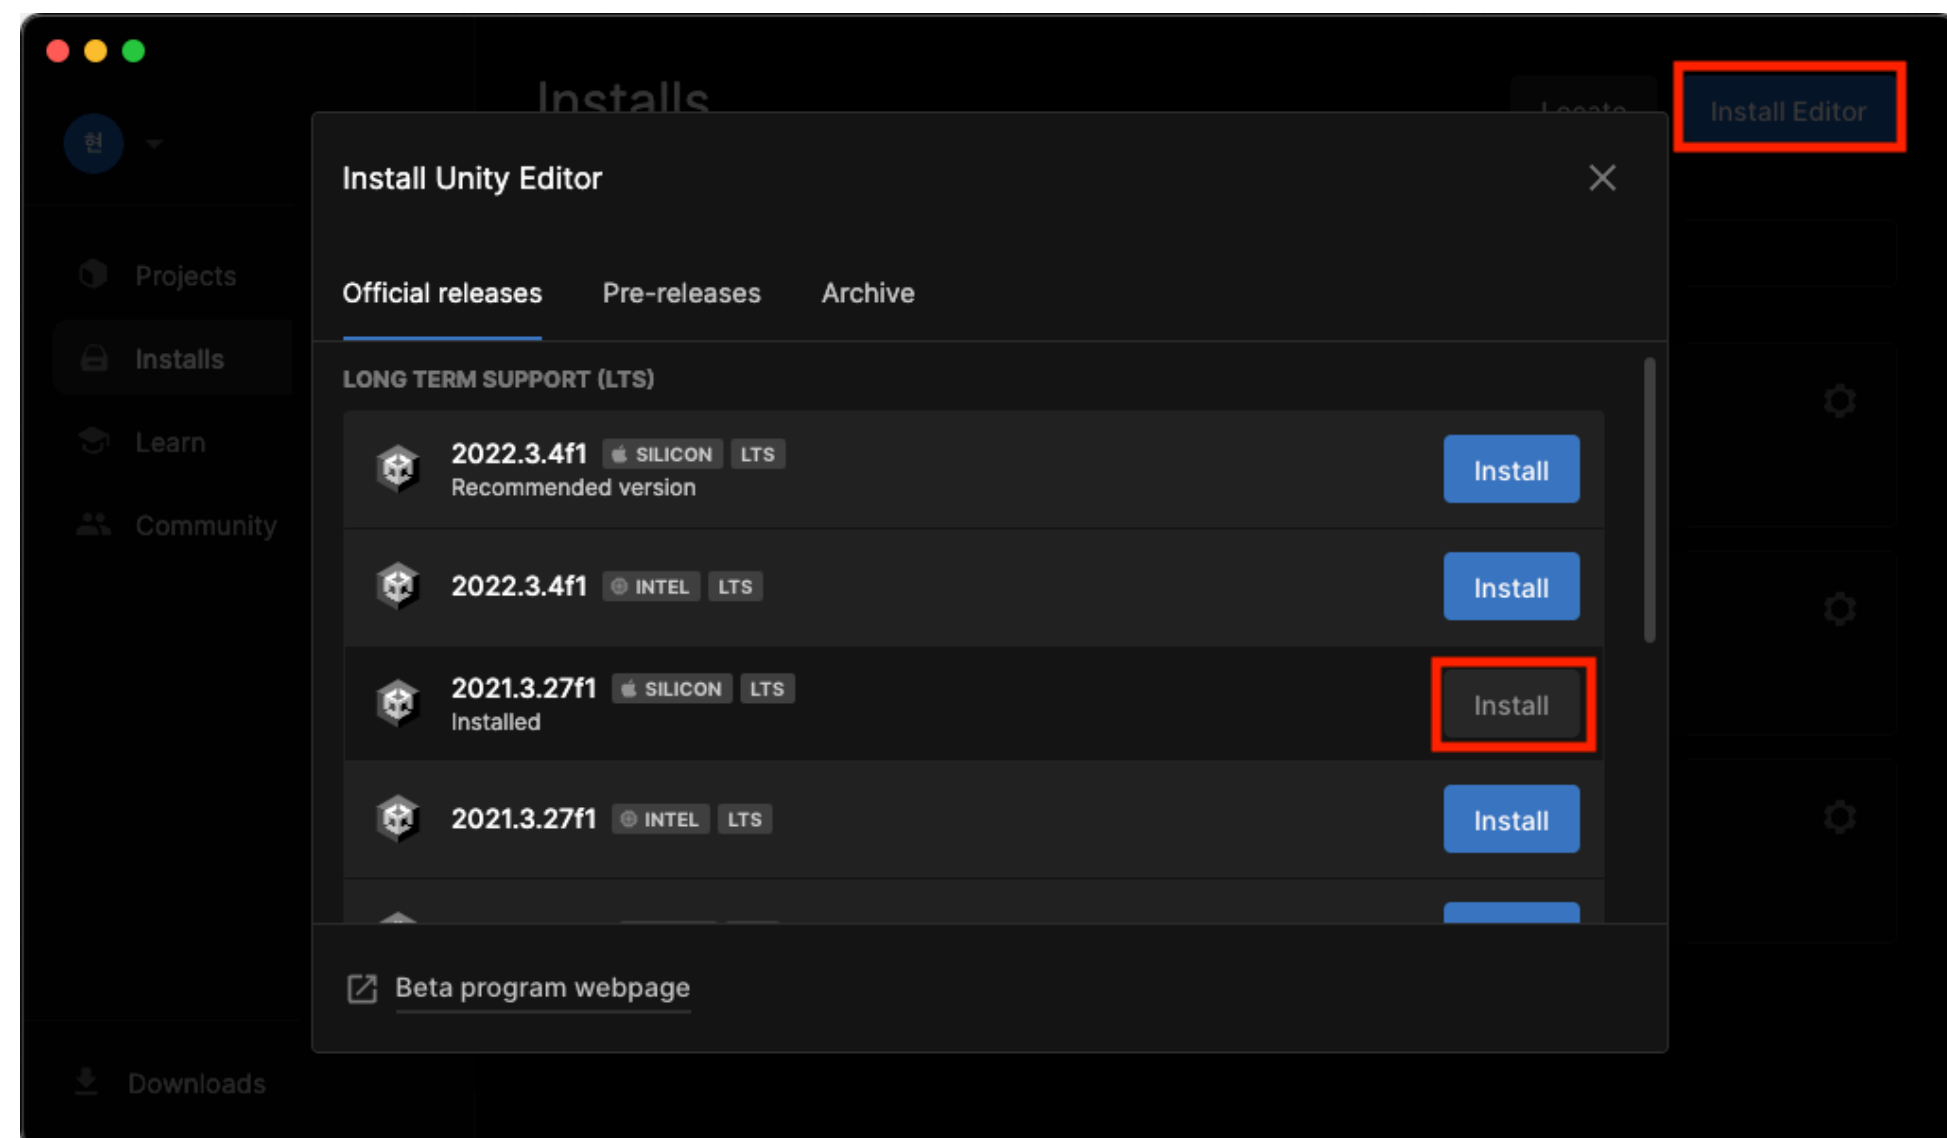 Installs
Locate
Install Editor
현
Install Unity Editor
Projects
Official releases
Pre-releases
Archive
Installs
LONG TERM SUPPORT (LTS)
Learn
2022.3.4f1 SILICON LTS
Recommended version
Install
Community
2022.3.4f1 INTEL LTS
Install
2021.3.27f1 SILICON LTS
Installed
Install
2021.3.27f1 INTEL LTS
Install
Beta program webpage
Downloads